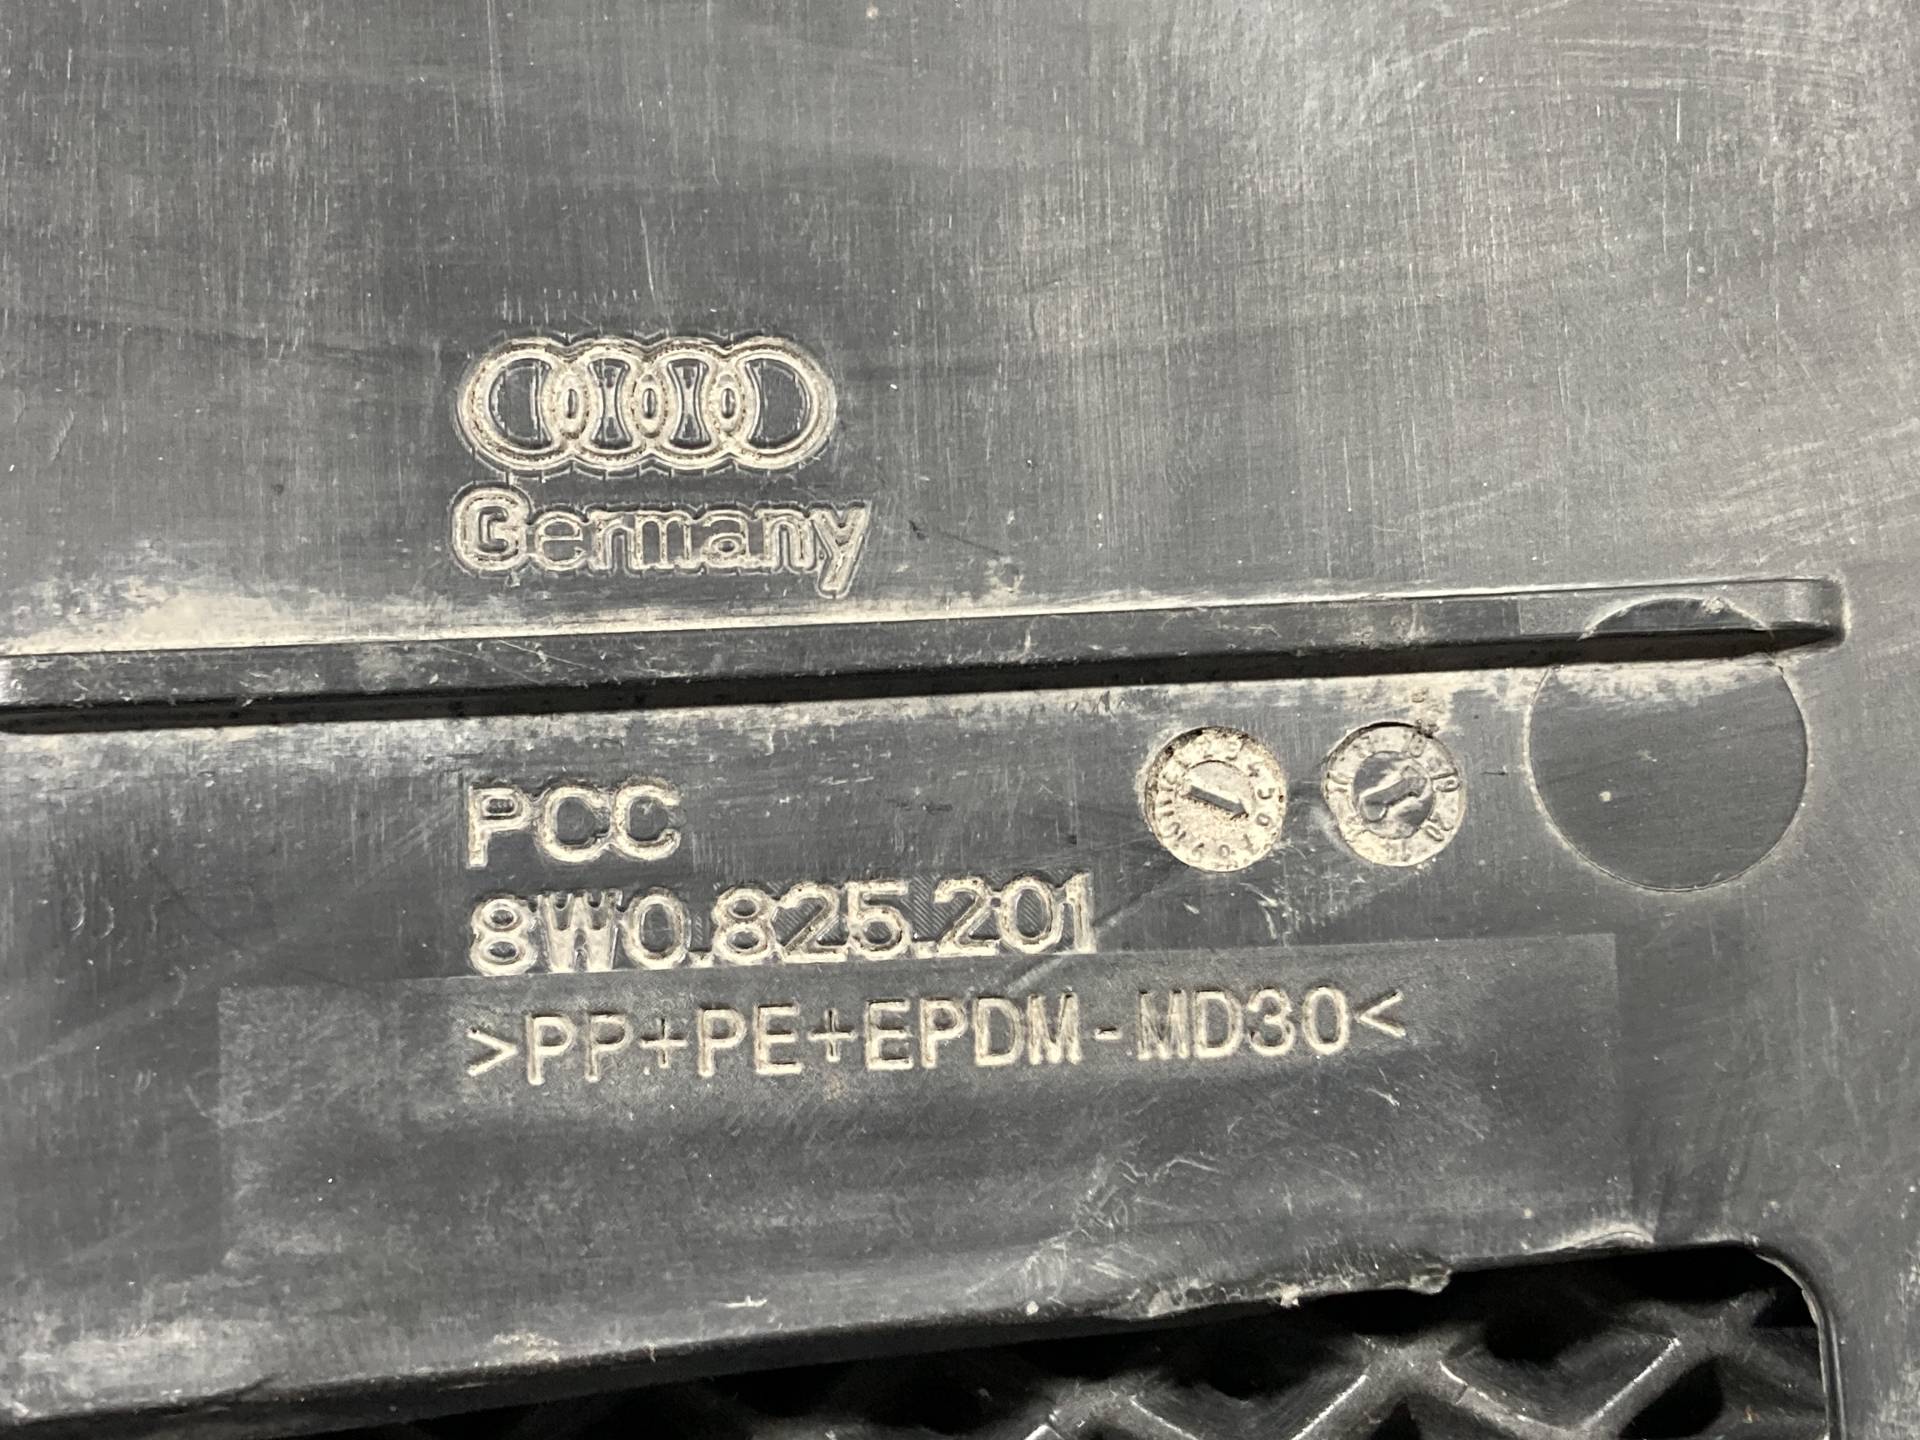 Germany
PCC
8W0.825.201
>PP+PE+EPDM-MD30<